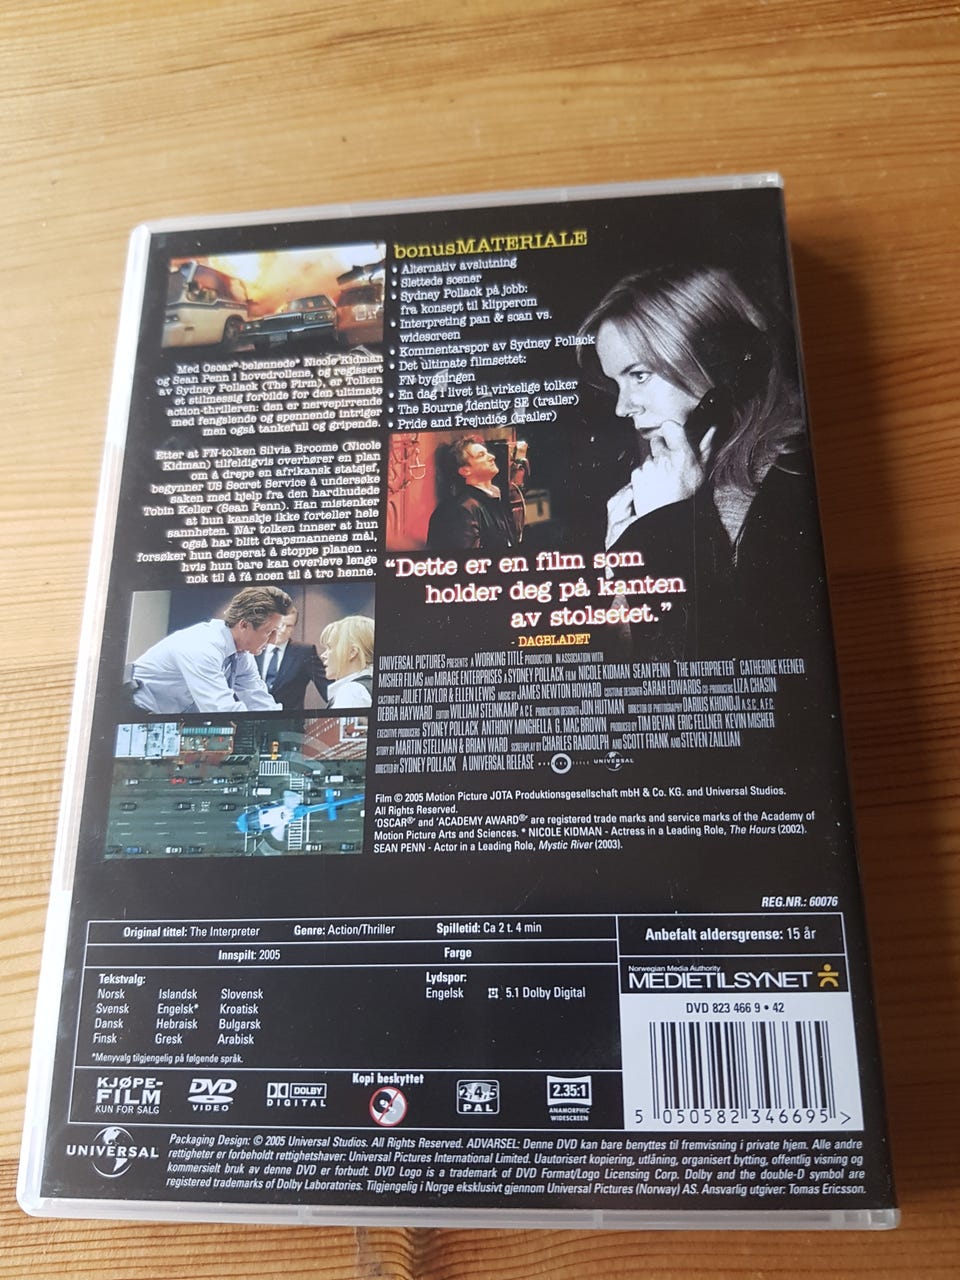 bonusMATERIALE
• Alternativ avslutning
• Slettede scener
• Sydney Pollack på jobb:
fra konsept til klipperom
• Interpreting pan & scan vs.
widescreen
• Kommentarspor av Sydney Pollack
• Det ultimate filmsettet:
FN bygningen
• En dag i livet til virkelige tolker
• The Bourne Identity SE (trailer)
• Pride and Prejudice (trailer)
Med Oscar®-belønnede* Nicole Kidman
og Sean Penn i hovedrollene, og regissert
av Sydney Pollack (The Firm), er Tolken
et stilmessig forbilde for den ultimate
action-thrilleren: den er nervepirrende
med fengslende og spennende intriger
men også tankefull og gripende.
Etter at FN-tolken Silvia Broome (Nicole
Kidman) tilfeldigvis overhører en plan
om å drepe en afrikansk statsjef,
begynner US Secret Service å undersøke
saken med hjelp fra den hardhudede
Tobin Keller (Sean Penn). Han mistenker
at hun kanskje ikke forteller hele
sannheten. Når tolken innser at hun
også har blitt drapsmannens mål,
forsøker hun desperat å stoppe planen ...
hvis hun bare kan overleve lenge
nok til å få noen til å tro henne.
"Dette er en film som
holder deg på kanten
av stolsetet."
- DAGBLADET
UNIVERSAL PICTURES PRESENTS A WORKING TITLE PRODUCTION IN ASSOCIATION WITH
MISHER FILMS AND MIRAGE ENTERPRISES A SYDNEY POLLACK FILM NICOLE KIDMAN SEAN PENN "THE INTERPRETER" CATHERINE KEENER
CASTING BY JULIET TAYLOR & ELLEN LEWIS MUSIC BY JAMES NEWTON HOWARD COSTUME DESIGNER SARAH EDWARDS CO-PRODUCERS LIZA CHASIN
DEBRA HAYWARD EDITOR WILLIAM STEINKAMP A.C.E. PRODUCTION DESIGNER JON HUTMAN DIRECTOR OF PHOTOGRAPHY DARIUS KHONDJI A.S.C., A.F.C.
EXECUTIVE PRODUCERS SYDNEY POLLACK ANTHONY MINGHELLA G. MAC BROWN PRODUCED BY TIM BEVAN ERIC FELLNER KEVIN MISHER
STORY BY MARTIN STELLMAN & BRIAN WARD SCREENPLAY BY CHARLES RANDOLPH AND SCOTT FRANK AND STEVEN ZAILLIAN
DIRECTED BY SYDNEY POLLACK A UNIVERSAL RELEASE WORKING TITLE UNIVERSAL
Film © 2005 Motion Picture JOTA Produktionsgesellschaft mbH & Co. KG. and Universal Studios.
All Rights Reserved.
'OSCAR®' and 'ACADEMY AWARD®' are registered trade marks and service marks of the Academy of
Motion Picture Arts and Sciences. * NICOLE KIDMAN - Actress in a Leading Role, The Hours (2002).
SEAN PENN - Actor in a Leading Role, Mystic River (2003).
REG.NR.: 60076
Original tittel: The Interpreter Genre: Action/Thriller Spilletid: Ca 2 t. 4 min
Innspilt: 2005 Farge
Anbefalt aldersgrense: 15 år
Tekstvalg:
Norsk Islandsk Slovensk
Svensk Engelsk* Kroatisk
Dansk Hebraisk Bulgarsk
Finsk Gresk Arabisk
*Menyvalg tilgjengelig på følgende språk.
Lydspor:
Engelsk 5.1 Dolby Digital
Norwegian Media Authority
MEDIETILSYNET
DVD 823 466 9 • 42
5 050582 346695 >
KJØPE-
FILM
KUN FOR SALG
DVD
VIDEO
DOLBY
DIGITAL
Kopi beskyttet
2,4,5
PAL
2.35:1
ANAMORPHIC
WIDESCREEN
UNIVERSAL
Packaging Design: © 2005 Universal Studios. All Rights Reserved. ADVARSEL: Denne DVD kan bare benyttes til fremvisning i private hjem. Alle andre
rettigheter er forbeholdt rettighetshaver: Universal Pictures International Limited. Uautorisert kopiering, utlåning, organisert bytting, offentlig visning og
kommersielt bruk av denne DVD er forbudt. DVD Logo is a trademark of DVD Format/Logo Licensing Corp. Dolby and the double-D symbol are
registered trademarks of Dolby Laboratories. Tilgjengelig i Norge eksklusivt gjennom Universal Pictures (Norway) AS. Ansvarlig utgiver: Tomas Ericsson.